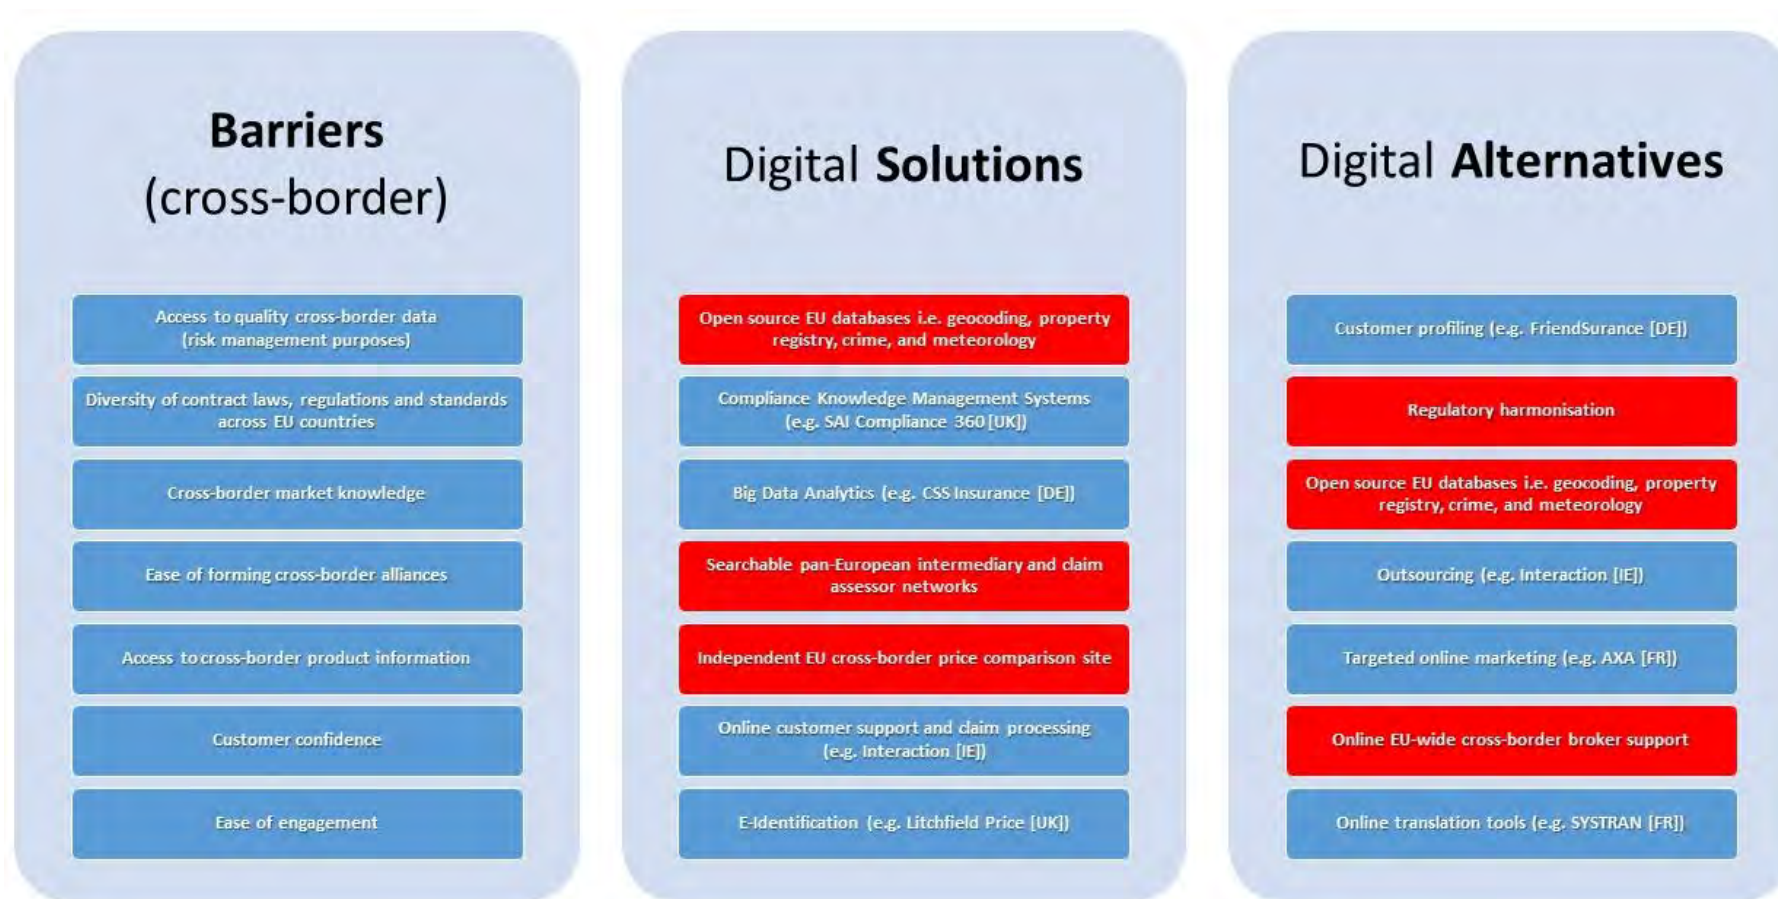 Barriers
(cross-border)
Access to quality cross-border data
(risk management purposes)
Diversity of contract laws, regulations and standards
across EU countries
Cross-border market knowledge
Ease of forming cross-border alliances
Access to cross-border product information
Customer confidence
Ease of engagement
Digital Solutions
Open source EU databases i.e. geocoding, property
registry, crime, and meteorology
Compliance Knowledge Management Systems
(e.g. SAI Compliance 360 [UK])
Big Data Analytics (e.g. CSS Insurance [DE])
Searchable pan-European intermediary and claim
assessor networks
Independent EU cross-border price comparison site
Online customer support and claim processing
(e.g. Interaction [IE])
E-Identification (e.g. Litchfield Price [UK])
Digital Alternatives
Customer profiling (e.g. FriendSurance [DE])
Regulatory harmonisation
Open source EU databases i.e. geocoding, property
registry, crime, and meteorology
Outsourcing (e.g. Interaction [IE])
Targeted online marketing (e.g. AXA [FR])
Online EU-wide cross-border broker support
Online translation tools (e.g. SYSTRAN [FR])